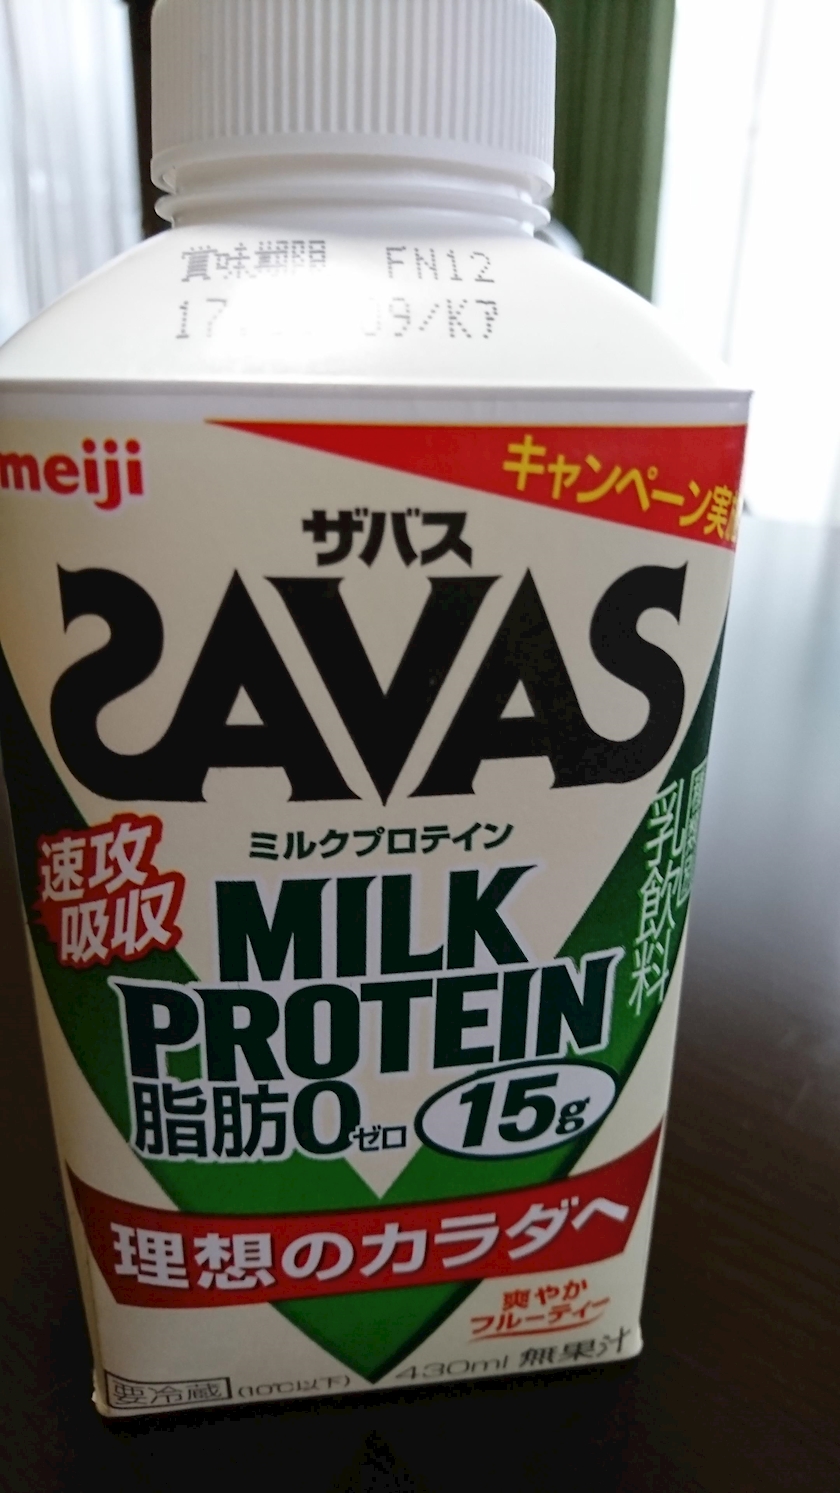 賞味期限 FN12
17 09/K7
meiji
キャンペーン実
ザバス
SAVAS
速攻
吸収
ミルクプロテイン
MILK
PROTEIN
脂肪0ゼロ
15g
乳飲料
理想のカラダへ
爽やか
フルーティー
要冷蔵 (10℃以下) 430ml 無果汁